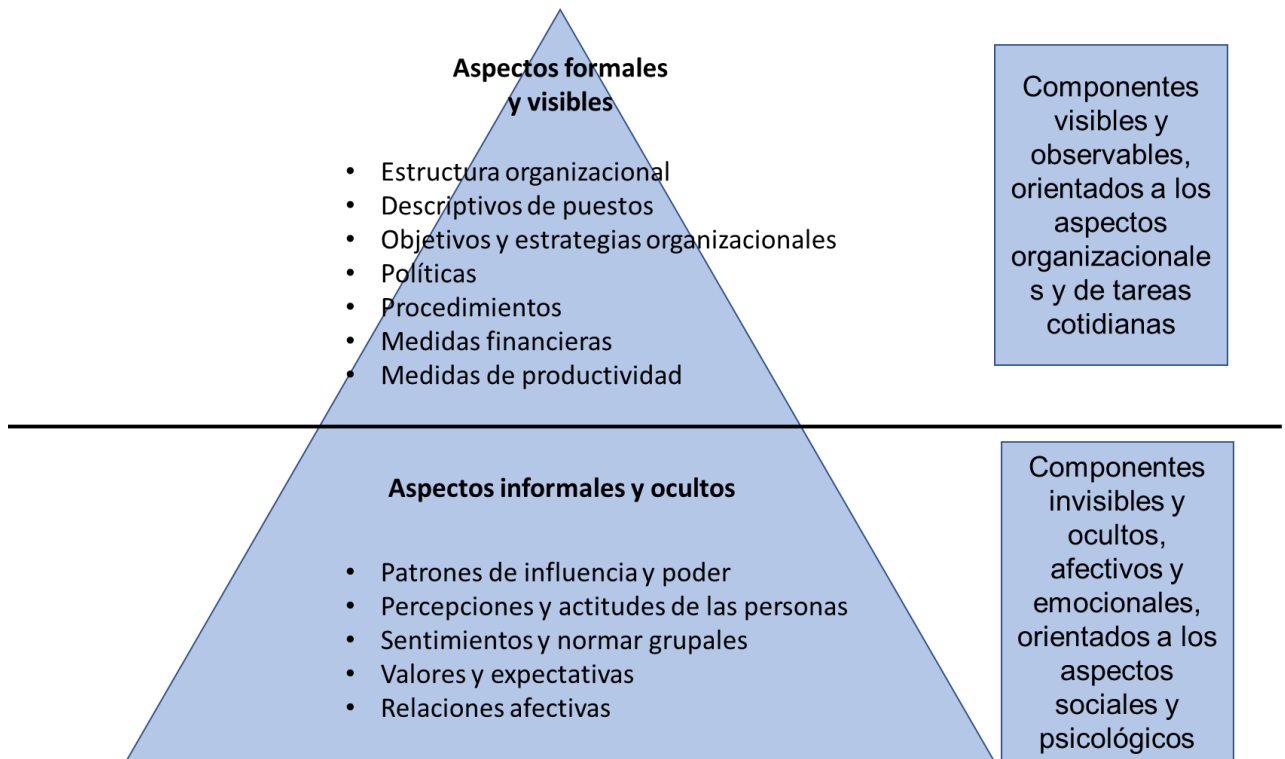 Aspectos formales
y visibles
• Estructura organizacional
• Descriptivos de puestos
• Objetivos y estrategias organizacionales
• Políticas
• Procedimientos
• Medidas financieras
• Medidas de productividad
Componentes
visibles y
observables,
orientados a los
aspectos
organizacionale
s y de tareas
cotidianas
Aspectos informales y ocultos
• Patrones de influencia y poder
• Percepciones y actitudes de las personas
• Sentimientos y normar grupales
• Valores y expectativas
• Relaciones afectivas
Componentes
invisibles y
ocultos,
afectivos y
emocionales,
orientados a los
aspectos
sociales y
psicológicos